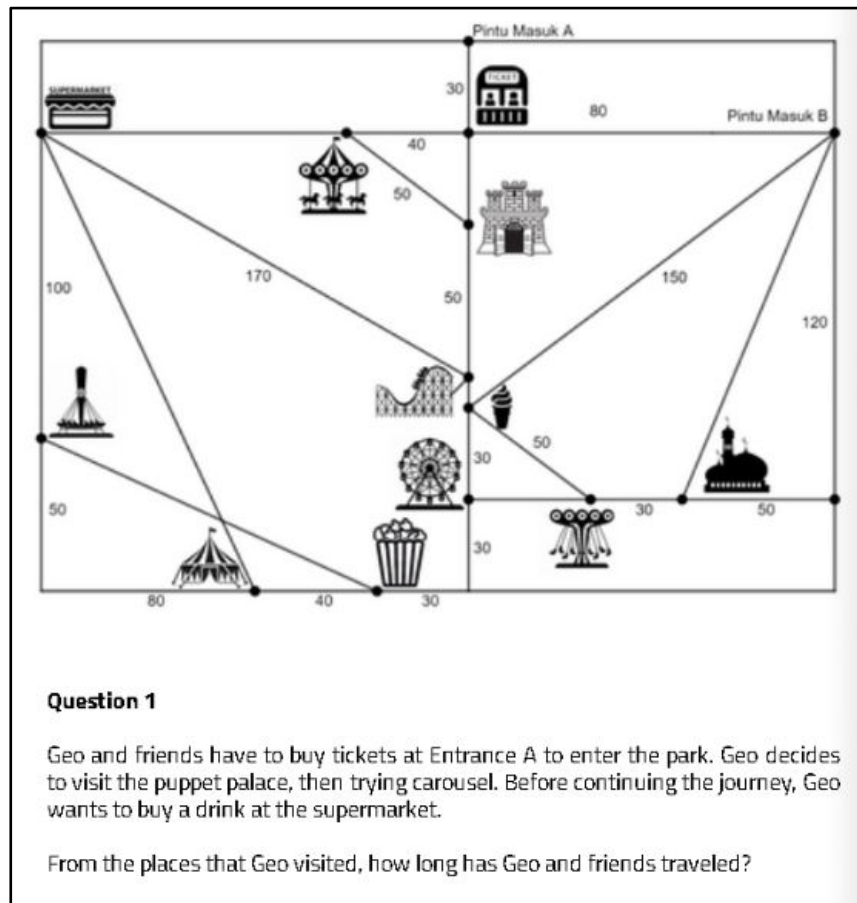 Pintu Masuk A
TICKET
30
80
SUPERMARKET
Pintu Masuk B
40
50
170
150
100
50
120
50
30
50
30
50
30
80
40
30
Question 1
Geo and friends have to buy tickets at Entrance A to enter the park. Geo decides
to visit the puppet palace, then trying carousel. Before continuing the journey, Geo
wants to buy a drink at the supermarket.
From the places that Geo visited, how long has Geo and friends traveled?